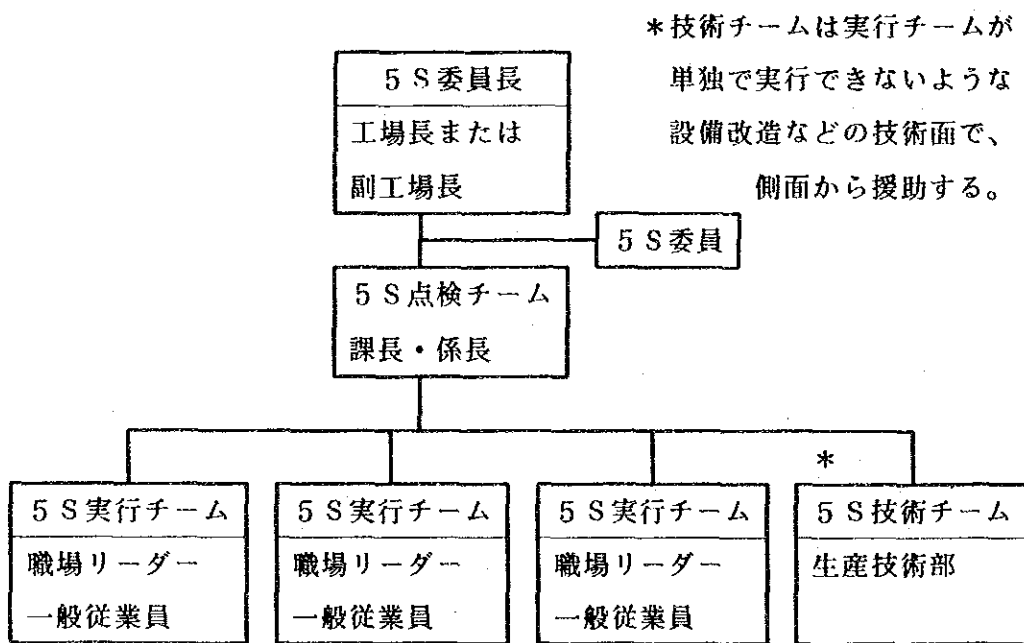 *技術チームは実行チームが
単独で実行できないような
設備改造などの技術面で、
側面から援助する。
5S委員長
工場長または
副工場長
5S委員
5S点検チーム
課長・係長
*
5S実行チーム
職場リーダー
一般従業員
5S実行チーム
職場リーダー
一般従業員
5S実行チーム
職場リーダー
一般従業員
5S技術チーム
生産技術部